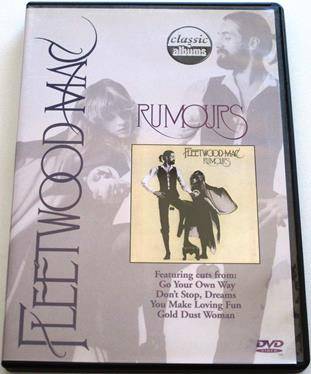 classic
albums
FLEETWOOD MAC
RUMOURS
FLEETWOOD MAC
RUMOURS
Featuring cuts from:
Go Your Own Way
Don't Stop, Dreams
You Make Loving Fun
Gold Dust Woman
DVD
VIDEO